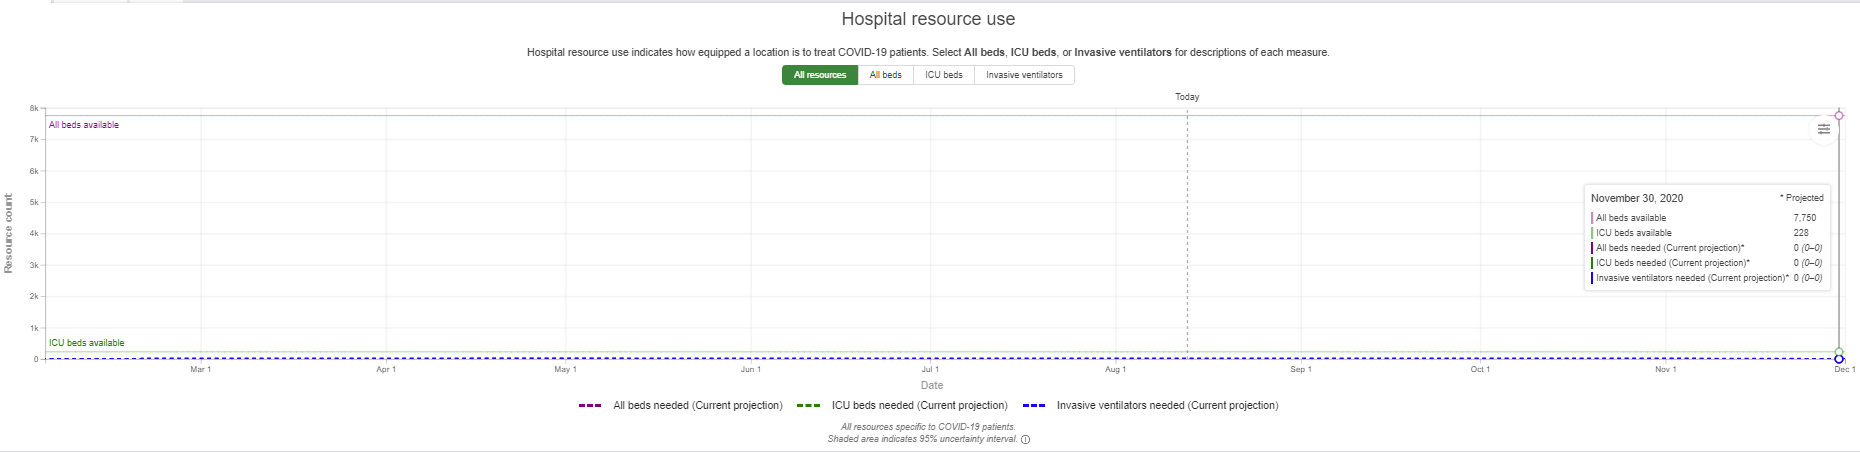 Hospital resource use
Hospital resource use indicates how equipped a location is to treat COVID-19 patients. Select All beds, ICU beds, or Invasive ventilators for descriptions of each measure.
All resources All beds ICU beds Invasive ventilators
Today
8k
All beds available
7k
6k
5k
4k
3k
2k
1k
ICU beds available
0
Resource count
November 30, 2020 * Projected
All beds available 7,750
ICU beds available 228
All beds needed (Current projection)* 0 (0–0)
ICU beds needed (Current projection)* 0 (0–0)
Invasive ventilators needed (Current projection)* 0 (0–0)
Mar 1 Apr 1 May 1 Jun 1 Jul 1 Aug 1 Sep 1 Oct 1 Nov 1 Dec 1
Date
All beds needed (Current projection) ICU beds needed (Current projection) Invasive ventilators needed (Current projection)
All resources specific to COVID-19 patients.
Shaded area indicates 95% uncertainty interval.